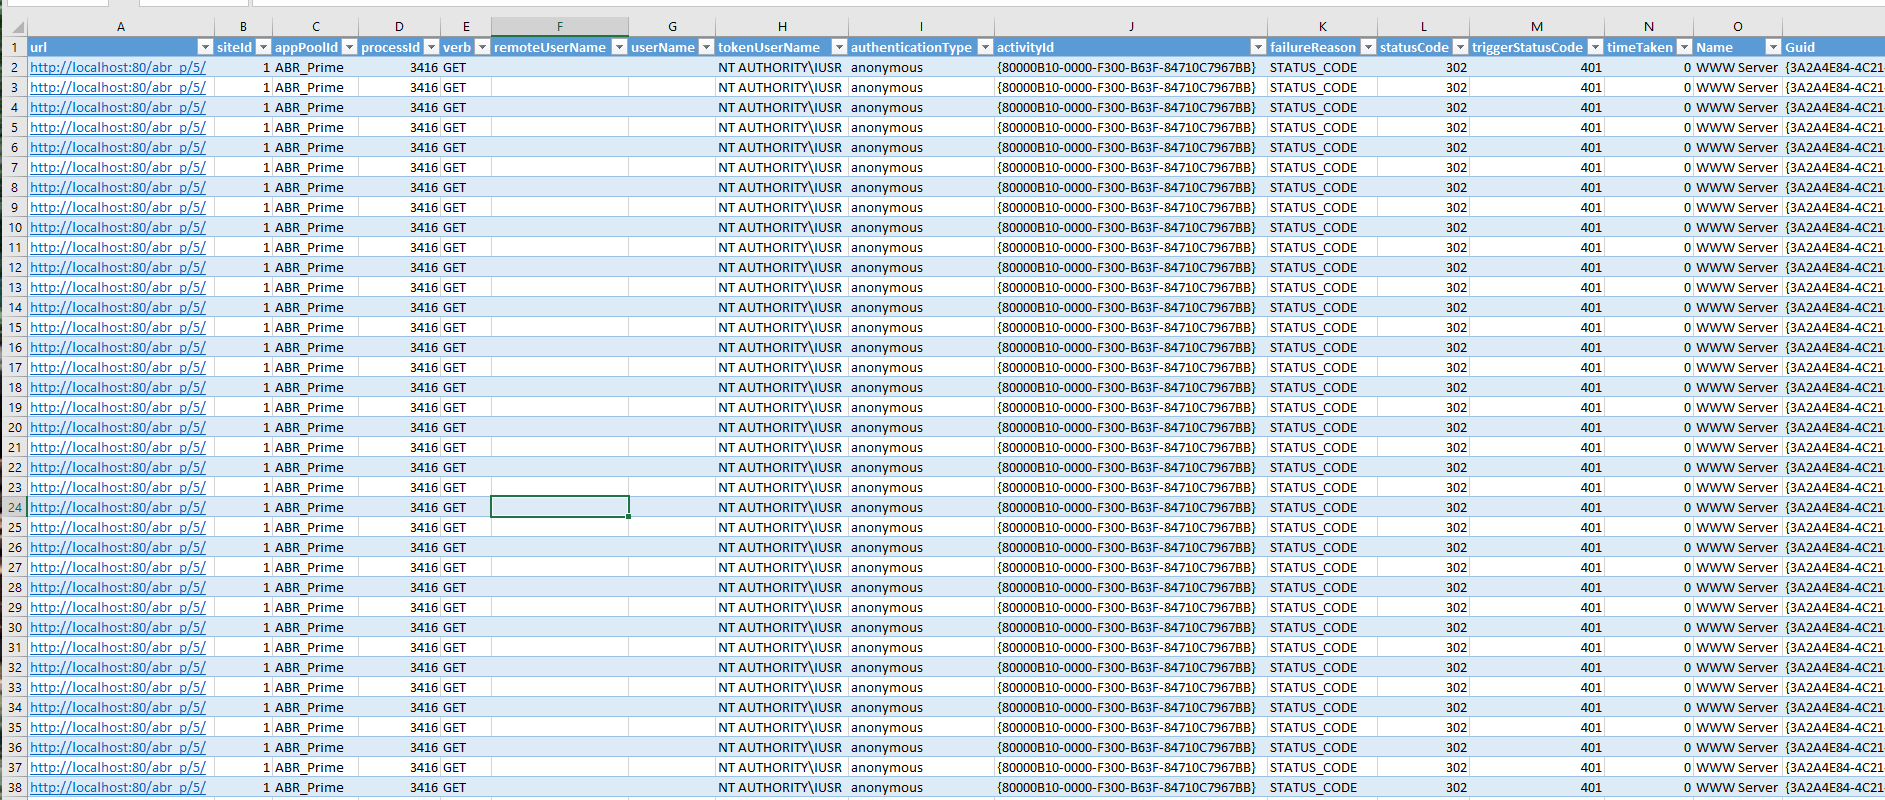 A B C D E F G H I J K L M N O
1 url siteId appPoolId processId verb remoteUserName userName tokenUserName authenticationType activityId failureReason statusCode triggerStatusCode timeTaken Name Guid
2 http://localhost:80/abr_p/5/ 1 ABR_Prime 3416 GET NT AUTHORITY\IUSR anonymous {80000B10-0000-F300-B63F-84710C7967BB} STATUS_CODE 302 401 0 WWW Server {3A2A4E84-4C21-
3 http://localhost:80/abr_p/5/ 1 ABR_Prime 3416 GET NT AUTHORITY\IUSR anonymous {80000B10-0000-F300-B63F-84710C7967BB} STATUS_CODE 302 401 0 WWW Server {3A2A4E84-4C21-
4 http://localhost:80/abr_p/5/ 1 ABR_Prime 3416 GET NT AUTHORITY\IUSR anonymous {80000B10-0000-F300-B63F-84710C7967BB} STATUS_CODE 302 401 0 WWW Server {3A2A4E84-4C21-
5 http://localhost:80/abr_p/5/ 1 ABR_Prime 3416 GET NT AUTHORITY\IUSR anonymous {80000B10-0000-F300-B63F-84710C7967BB} STATUS_CODE 302 401 0 WWW Server {3A2A4E84-4C21-
6 http://localhost:80/abr_p/5/ 1 ABR_Prime 3416 GET NT AUTHORITY\IUSR anonymous {80000B10-0000-F300-B63F-84710C7967BB} STATUS_CODE 302 401 0 WWW Server {3A2A4E84-4C21-
7 http://localhost:80/abr_p/5/ 1 ABR_Prime 3416 GET NT AUTHORITY\IUSR anonymous {80000B10-0000-F300-B63F-84710C7967BB} STATUS_CODE 302 401 0 WWW Server {3A2A4E84-4C21-
8 http://localhost:80/abr_p/5/ 1 ABR_Prime 3416 GET NT AUTHORITY\IUSR anonymous {80000B10-0000-F300-B63F-84710C7967BB} STATUS_CODE 302 401 0 WWW Server {3A2A4E84-4C21-
9 http://localhost:80/abr_p/5/ 1 ABR_Prime 3416 GET NT AUTHORITY\IUSR anonymous {80000B10-0000-F300-B63F-84710C7967BB} STATUS_CODE 302 401 0 WWW Server {3A2A4E84-4C21-
10 http://localhost:80/abr_p/5/ 1 ABR_Prime 3416 GET NT AUTHORITY\IUSR anonymous {80000B10-0000-F300-B63F-84710C7967BB} STATUS_CODE 302 401 0 WWW Server {3A2A4E84-4C21-
11 http://localhost:80/abr_p/5/ 1 ABR_Prime 3416 GET NT AUTHORITY\IUSR anonymous {80000B10-0000-F300-B63F-84710C7967BB} STATUS_CODE 302 401 0 WWW Server {3A2A4E84-4C21-
12 http://localhost:80/abr_p/5/ 1 ABR_Prime 3416 GET NT AUTHORITY\IUSR anonymous {80000B10-0000-F300-B63F-84710C7967BB} STATUS_CODE 302 401 0 WWW Server {3A2A4E84-4C21-
13 http://localhost:80/abr_p/5/ 1 ABR_Prime 3416 GET NT AUTHORITY\IUSR anonymous {80000B10-0000-F300-B63F-84710C7967BB} STATUS_CODE 302 401 0 WWW Server {3A2A4E84-4C21-
14 http://localhost:80/abr_p/5/ 1 ABR_Prime 3416 GET NT AUTHORITY\IUSR anonymous {80000B10-0000-F300-B63F-84710C7967BB} STATUS_CODE 302 401 0 WWW Server {3A2A4E84-4C21-
15 http://localhost:80/abr_p/5/ 1 ABR_Prime 3416 GET NT AUTHORITY\IUSR anonymous {80000B10-0000-F300-B63F-84710C7967BB} STATUS_CODE 302 401 0 WWW Server {3A2A4E84-4C21-
16 http://localhost:80/abr_p/5/ 1 ABR_Prime 3416 GET NT AUTHORITY\IUSR anonymous {80000B10-0000-F300-B63F-84710C7967BB} STATUS_CODE 302 401 0 WWW Server {3A2A4E84-4C21-
17 http://localhost:80/abr_p/5/ 1 ABR_Prime 3416 GET NT AUTHORITY\IUSR anonymous {80000B10-0000-F300-B63F-84710C7967BB} STATUS_CODE 302 401 0 WWW Server {3A2A4E84-4C21-
18 http://localhost:80/abr_p/5/ 1 ABR_Prime 3416 GET NT AUTHORITY\IUSR anonymous {80000B10-0000-F300-B63F-84710C7967BB} STATUS_CODE 302 401 0 WWW Server {3A2A4E84-4C21-
19 http://localhost:80/abr_p/5/ 1 ABR_Prime 3416 GET NT AUTHORITY\IUSR anonymous {80000B10-0000-F300-B63F-84710C7967BB} STATUS_CODE 302 401 0 WWW Server {3A2A4E84-4C21-
20 http://localhost:80/abr_p/5/ 1 ABR_Prime 3416 GET NT AUTHORITY\IUSR anonymous {80000B10-0000-F300-B63F-84710C7967BB} STATUS_CODE 302 401 0 WWW Server {3A2A4E84-4C21-
21 http://localhost:80/abr_p/5/ 1 ABR_Prime 3416 GET NT AUTHORITY\IUSR anonymous {80000B10-0000-F300-B63F-84710C7967BB} STATUS_CODE 302 401 0 WWW Server {3A2A4E84-4C21-
22 http://localhost:80/abr_p/5/ 1 ABR_Prime 3416 GET NT AUTHORITY\IUSR anonymous {80000B10-0000-F300-B63F-84710C7967BB} STATUS_CODE 302 401 0 WWW Server {3A2A4E84-4C21-
23 http://localhost:80/abr_p/5/ 1 ABR_Prime 3416 GET NT AUTHORITY\IUSR anonymous {80000B10-0000-F300-B63F-84710C7967BB} STATUS_CODE 302 401 0 WWW Server {3A2A4E84-4C21-
24 http://localhost:80/abr_p/5/ 1 ABR_Prime 3416 GET NT AUTHORITY\IUSR anonymous {80000B10-0000-F300-B63F-84710C7967BB} STATUS_CODE 302 401 0 WWW Server {3A2A4E84-4C21-
25 http://localhost:80/abr_p/5/ 1 ABR_Prime 3416 GET NT AUTHORITY\IUSR anonymous {80000B10-0000-F300-B63F-84710C7967BB} STATUS_CODE 302 401 0 WWW Server {3A2A4E84-4C21-
26 http://localhost:80/abr_p/5/ 1 ABR_Prime 3416 GET NT AUTHORITY\IUSR anonymous {80000B10-0000-F300-B63F-84710C7967BB} STATUS_CODE 302 401 0 WWW Server {3A2A4E84-4C21-
27 http://localhost:80/abr_p/5/ 1 ABR_Prime 3416 GET NT AUTHORITY\IUSR anonymous {80000B10-0000-F300-B63F-84710C7967BB} STATUS_CODE 302 401 0 WWW Server {3A2A4E84-4C21-
28 http://localhost:80/abr_p/5/ 1 ABR_Prime 3416 GET NT AUTHORITY\IUSR anonymous {80000B10-0000-F300-B63F-84710C7967BB} STATUS_CODE 302 401 0 WWW Server {3A2A4E84-4C21-
29 http://localhost:80/abr_p/5/ 1 ABR_Prime 3416 GET NT AUTHORITY\IUSR anonymous {80000B10-0000-F300-B63F-84710C7967BB} STATUS_CODE 302 401 0 WWW Server {3A2A4E84-4C21-
30 http://localhost:80/abr_p/5/ 1 ABR_Prime 3416 GET NT AUTHORITY\IUSR anonymous {80000B10-0000-F300-B63F-84710C7967BB} STATUS_CODE 302 401 0 WWW Server {3A2A4E84-4C21-
31 http://localhost:80/abr_p/5/ 1 ABR_Prime 3416 GET NT AUTHORITY\IUSR anonymous {80000B10-0000-F300-B63F-84710C7967BB} STATUS_CODE 302 401 0 WWW Server {3A2A4E84-4C21-
32 http://localhost:80/abr_p/5/ 1 ABR_Prime 3416 GET NT AUTHORITY\IUSR anonymous {80000B10-0000-F300-B63F-84710C7967BB} STATUS_CODE 302 401 0 WWW Server {3A2A4E84-4C21-
33 http://localhost:80/abr_p/5/ 1 ABR_Prime 3416 GET NT AUTHORITY\IUSR anonymous {80000B10-0000-F300-B63F-84710C7967BB} STATUS_CODE 302 401 0 WWW Server {3A2A4E84-4C21-
34 http://localhost:80/abr_p/5/ 1 ABR_Prime 3416 GET NT AUTHORITY\IUSR anonymous {80000B10-0000-F300-B63F-84710C7967BB} STATUS_CODE 302 401 0 WWW Server {3A2A4E84-4C21-
35 http://localhost:80/abr_p/5/ 1 ABR_Prime 3416 GET NT AUTHORITY\IUSR anonymous {80000B10-0000-F300-B63F-84710C7967BB} STATUS_CODE 302 401 0 WWW Server {3A2A4E84-4C21-
36 http://localhost:80/abr_p/5/ 1 ABR_Prime 3416 GET NT AUTHORITY\IUSR anonymous {80000B10-0000-F300-B63F-84710C7967BB} STATUS_CODE 302 401 0 WWW Server {3A2A4E84-4C21-
37 http://localhost:80/abr_p/5/ 1 ABR_Prime 3416 GET NT AUTHORITY\IUSR anonymous {80000B10-0000-F300-B63F-84710C7967BB} STATUS_CODE 302 401 0 WWW Server {3A2A4E84-4C21-
38 http://localhost:80/abr_p/5/ 1 ABR_Prime 3416 GET NT AUTHORITY\IUSR anonymous {80000B10-0000-F300-B63F-84710C7967BB} STATUS_CODE 302 401 0 WWW Server {3A2A4E84-4C21-